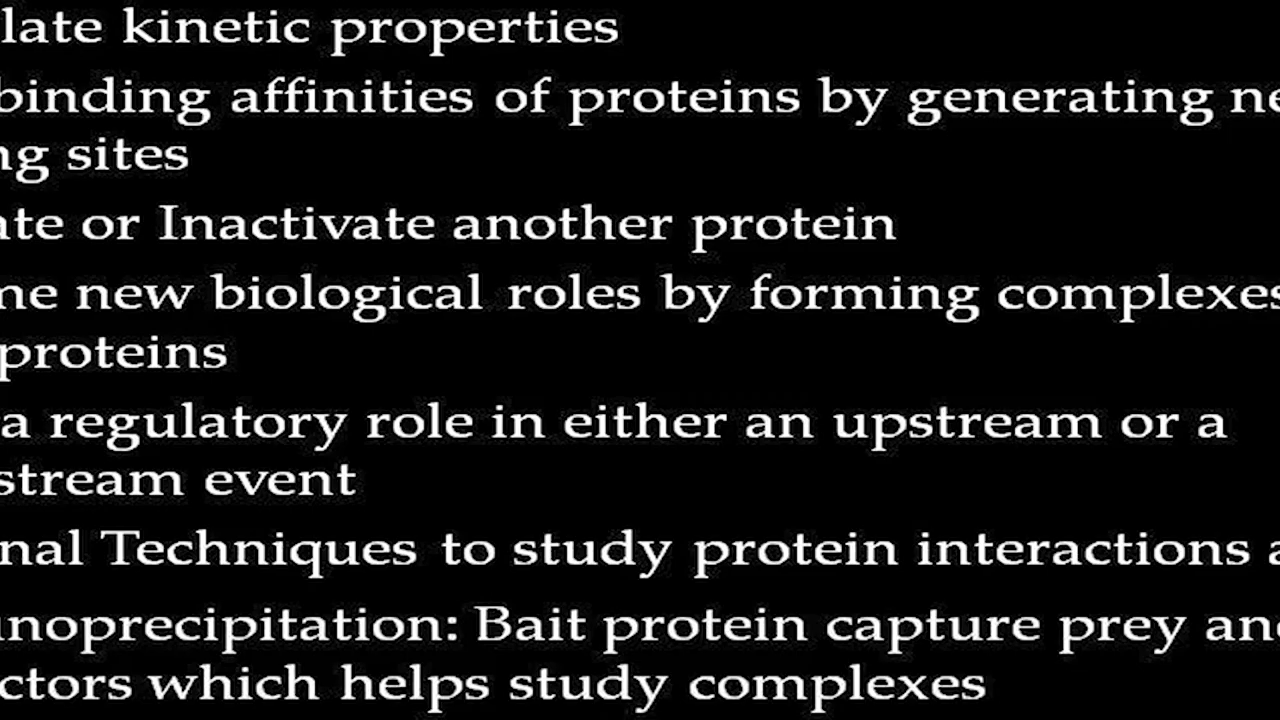 late kinetic properties
binding affinities of proteins by generating ne
ng sites
ate or Inactivate another protein
me new biological roles by forming complexes
proteins
a regulatory role in either an upstream or a
stream event
nal Techniques to study protein interactions a
unoprecipitation: Bait protein capture prey and
ctors which helps study complexes